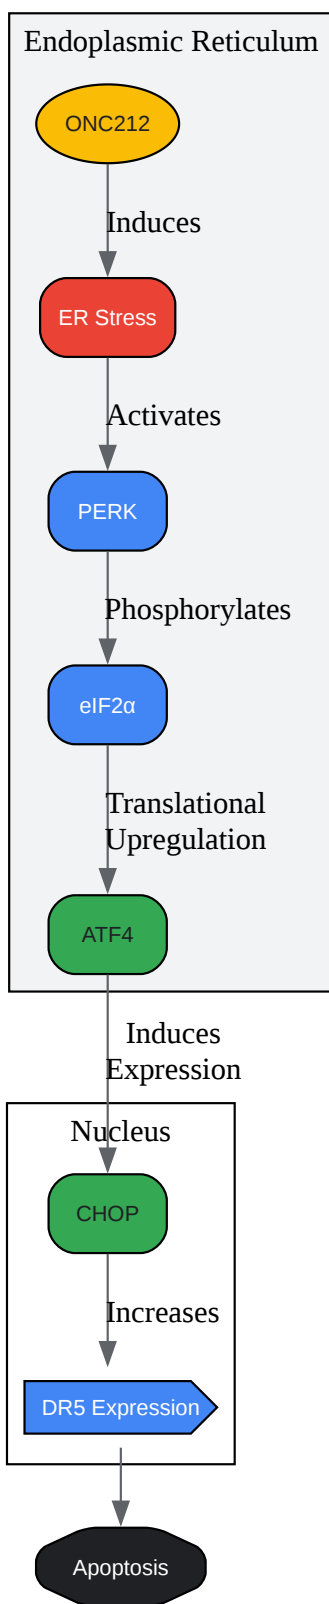 Endoplasmic Reticulum
ONC212
Induces
ER Stress
Activates
PERK
Phosphorylates
eIF2α
Translational
Upregulation
ATF4
Induces
Expression
Nucleus
CHOP
Increases
DR5 Expression
Apoptosis